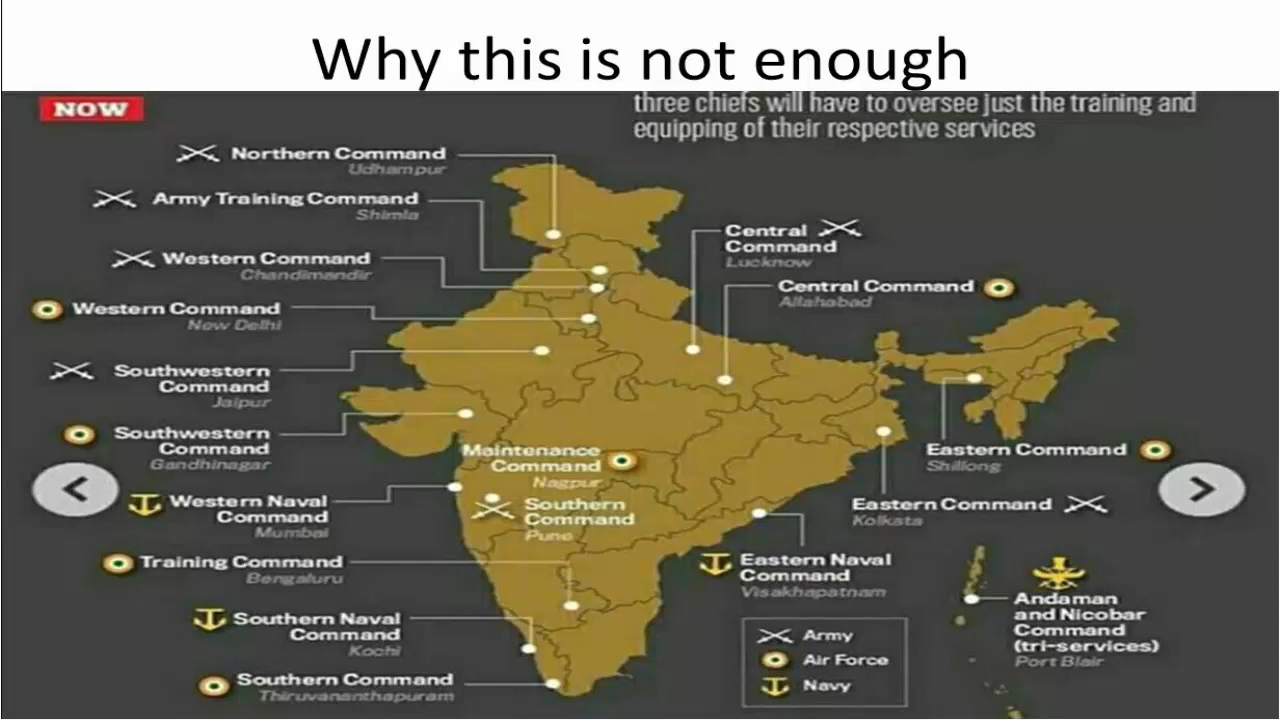 Why this is not enough
three chiefs will have to oversee just the training and
equipping of their respective services
NOW
Northern Command
Udhampur
Army Training Command
Shimla
Western Command
Chandimandir
Western Command
New Delhi
Southwestern
Command
Jaipur
Southwestern
Command
Gandhinagar
Western Naval
Command
Mumbai
Training Command
Bengaluru
Southern Naval
Command
Kochi
Southern Command
Thiruvananthapuram
Maintenance
Command
Nagpur
Southern
Command
Pune
Central
Command
Lucknow
Central Command
Allahabad
Eastern Command
Shillong
Eastern Command
Kolkata
Eastern Naval
Command
Visakhapatnam
Andaman
and Nicobar
Command
(tri-services)
Port Blair
Army
Air Force
Navy